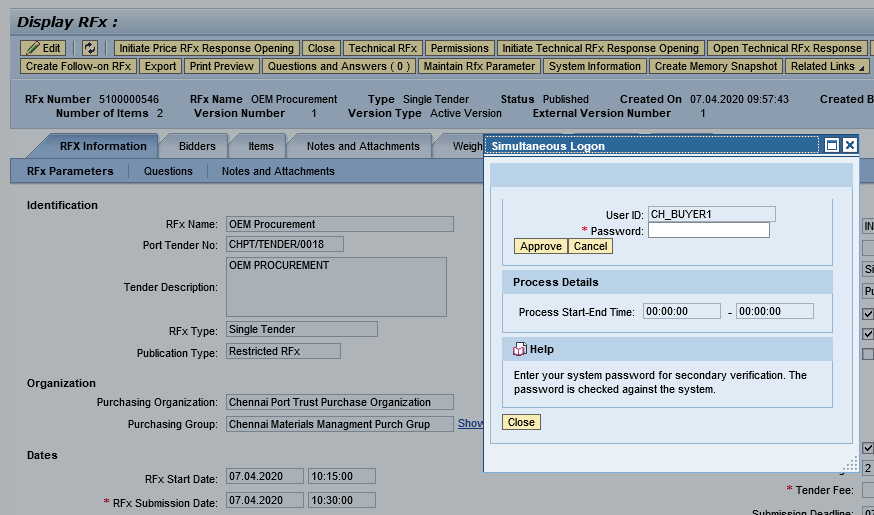 Display RFx :
Edit Initiate Price RFx Response Opening Close Technical RFx Permissions Initiate Technical RFx Response Opening Open Technical RFx Response
Create Follow-on RFx Export Print Preview Questions and Answers ( 0 ) Maintain Rfx Parameter System Information Create Memory Snapshot Related Links
RFx Number 5100000546 RFx Name OEM Procurement Type Single Tender Status Published Created On 07.04.2020 09:57:43 Created B
Number of Items 2 Version Number 1 Version Type Active Version External Version Number 1
RFX Information Bidders Items Notes and Attachments Weigh
RFx Parameters Questions Notes and Attachments
Identification
RFx Name: OEM Procurement
Port Tender No: CHPT/TENDER/0018
Tender Description: OEM PROCUREMENT
RFx Type: Single Tender
Publication Type: Restricted RFx
Organization
Purchasing Organization: Chennai Port Trust Purchase Organization
Purchasing Group: Chennai Materials Managment Purch Grup Show
Dates
RFx Start Date: 07.04.2020 10:15:00
* RFx Submission Date: 07.04.2020 10:30:00
Simultaneous Logon
User ID: CH_BUYER1
* Password:
Approve Cancel
Process Details
Process Start-End Time: 00:00:00 - 00:00:00
Help
Enter your system password for secondary verification. The
password is checked against the system.
Close
IN
Si
Pu
2
* Tender Fee:
Submission Deadline: 07